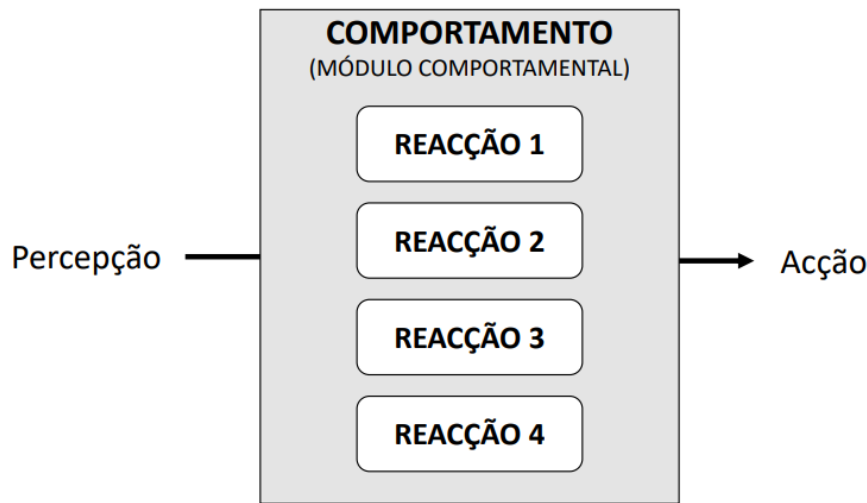 COMPORTAMENTO
(MÓDULO COMPORTAMENTAL)
REACÇÃO 1
REACÇÃO 2
Percepção
Acção
REACÇÃO 3
REACÇÃO 4